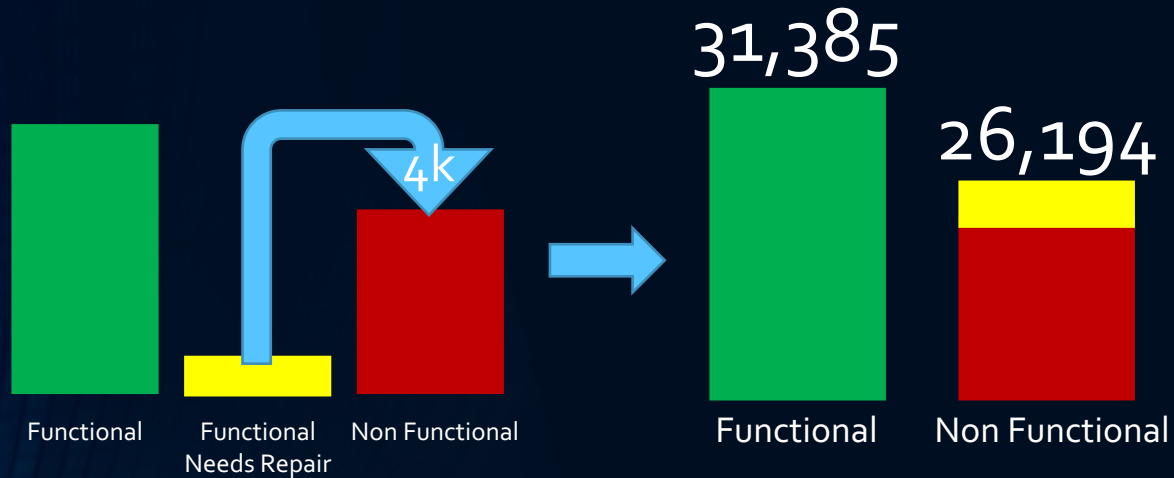 4k
Functional
Functional
Needs Repair
Non Functional
31,385
26,194
Functional
Non Functional